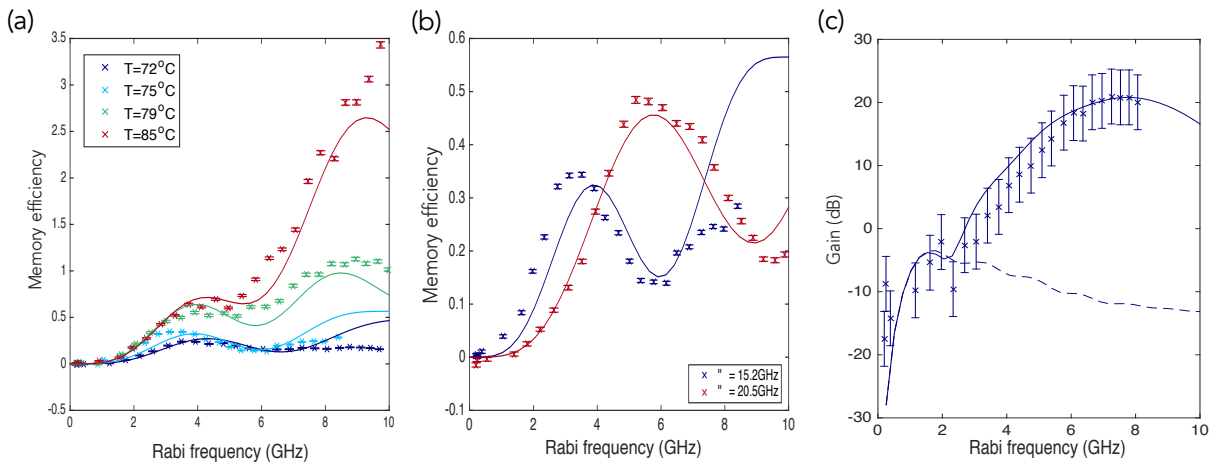 (a)
3.5
3
2.5
2
1.5
1
0.5
0
-0.5
Memory efficiency
T=72°C
T=75°C
T=79°C
T=85°C
0 2 4 6 8 10
Rabi frequency (GHz)
(b)
0.6
0.5
0.4
0.3
0.2
0.1
0
-0.1
Memory efficiency
" = 15.2GHz
" = 20.5GHz
0 2 4 6 8 10
Rabi frequency (GHz)
(c)
30
20
10
0
-10
-20
-30
Gain (dB)
0 2 4 6 8 10
Rabi frequency (GHz)